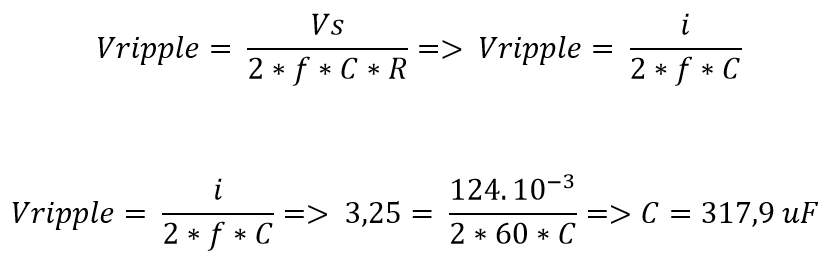 Vripple = Vs / 2 * f * C * R => Vripple = i / 2 * f * C
Vripple = i / 2 * f * C => 3,25 = 124. 10⁻³ / 2 * 60 * C => C = 317,9 uF